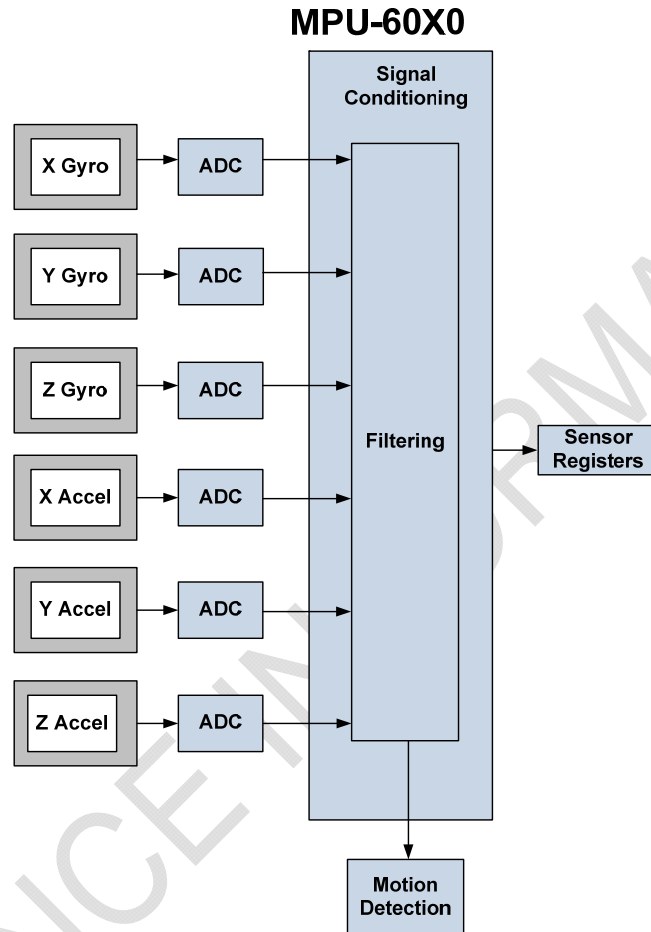 MPU-60X0
Signal
Conditioning
X Gyro
ADC
Y Gyro
ADC
Z Gyro
ADC
Filtering
Sensor
Registers
X Accel
ADC
Y Accel
ADC
Z Accel
ADC
Motion
Detection